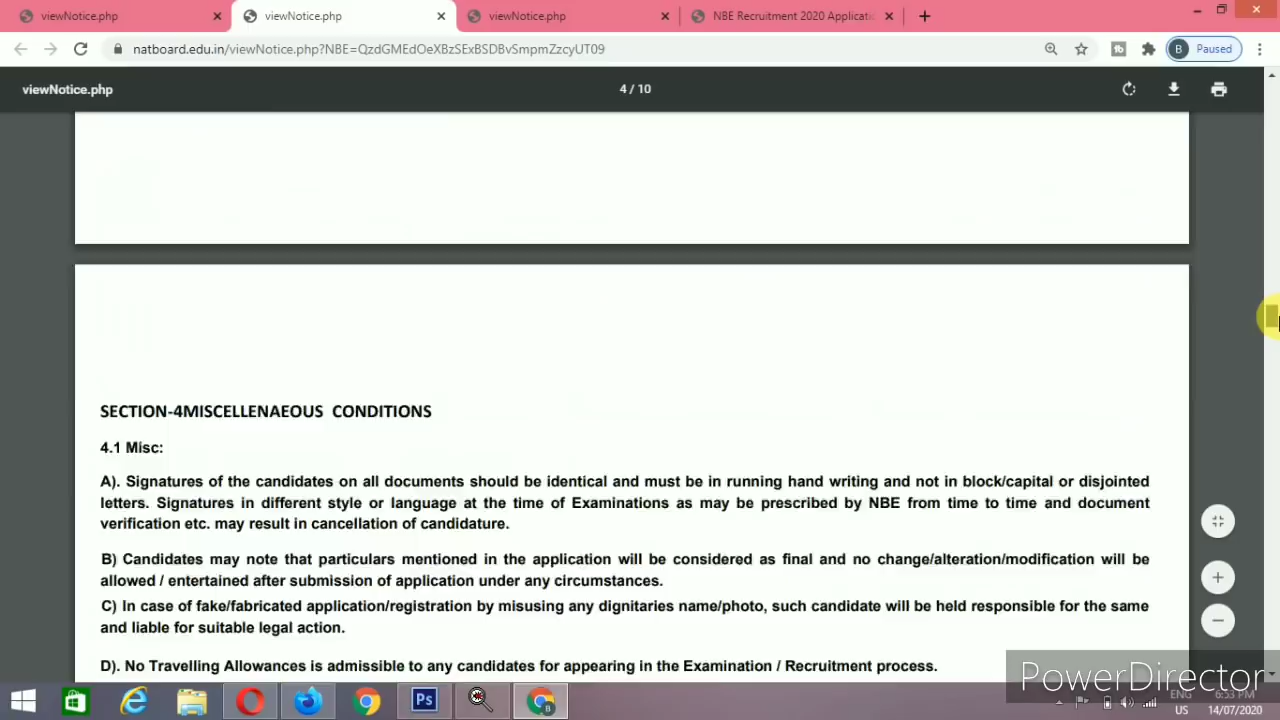 viewNotice.php
viewNotice.php
viewNotice.php
NBE Recruitment 2020 Applicati
natboard.edu.in/viewNotice.php?NBE=QzdGMEdOeXBzSExBSDBvSmpmZzcyUT09
B Paused
viewNotice.php
4 / 10
SECTION-4MISCELLENAEOUS CONDITIONS
4.1 Misc:
A). Signatures of the candidates on all documents should be identical and must be in running hand writing and not in block/capital or disjointed
letters. Signatures in different style or language at the time of Examinations as may be prescribed by NBE from time to time and document
verification etc. may result in cancellation of candidature.
B) Candidates may note that particulars mentioned in the application will be considered as final and no change/alteration/modification will be
allowed / entertained after submission of application under any circumstances.
C) In case of fake/fabricated application/registration by misusing any dignitaries name/photo, such candidate will be held responsible for the same
and liable for suitable legal action.
D). No Travelling Allowances is admissible to any candidates for appearing in the Examination / Recruitment process.
PowerDirector
Ps
B
ENG
US
6:53 PM
14/07/2020